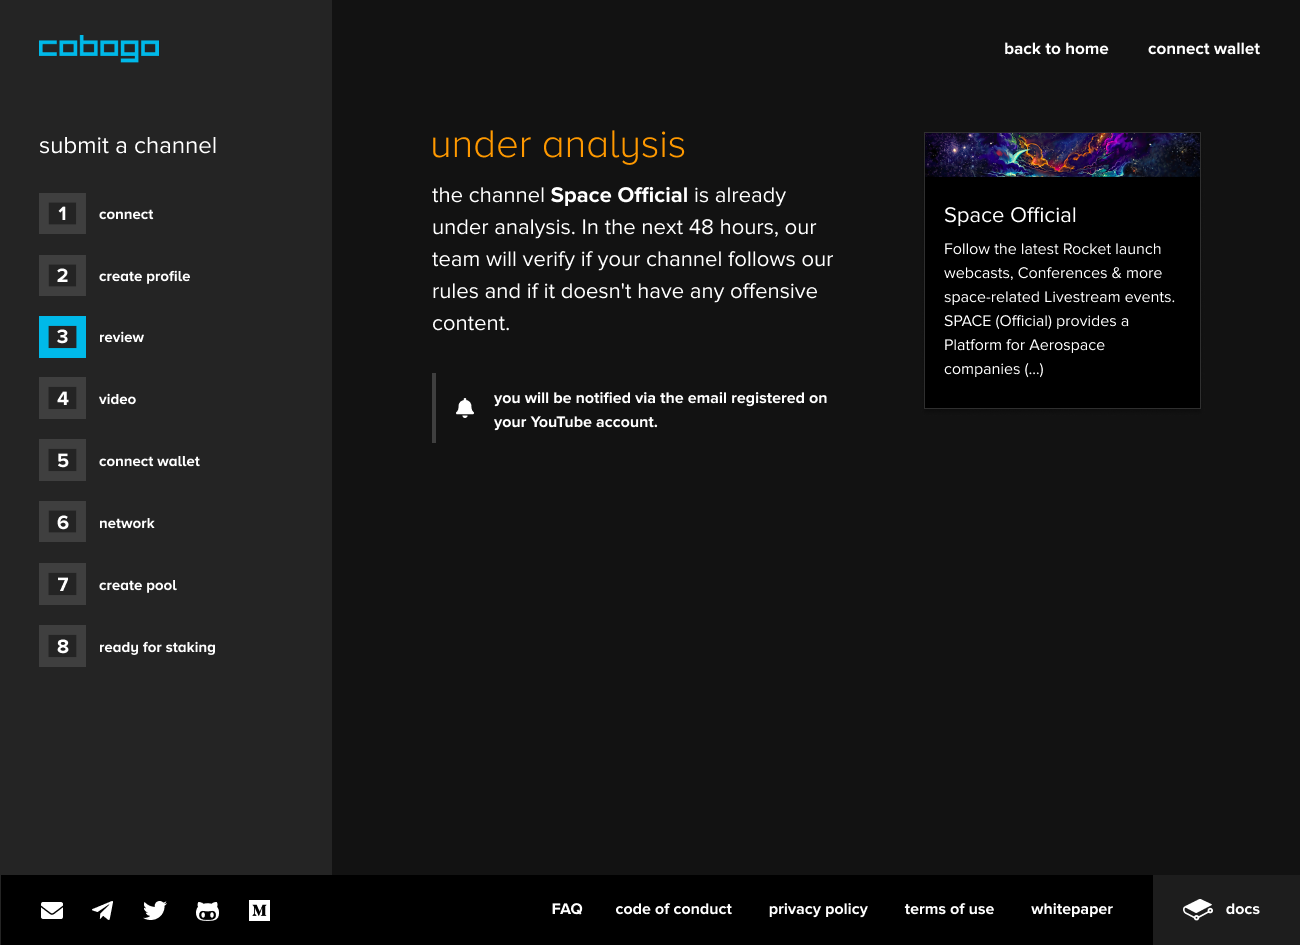 cobogo
back to home
connect wallet
submit a channel
1 connect
2 create profile
3 review
4 video
5 connect wallet
6 network
7 create pool
8 ready for staking
under analysis
the channel Space Official is already
under analysis. In the next 48 hours, our
team will verify if your channel follows our
rules and if it doesn't have any offensive
content.
you will be notified via the email registered on
your YouTube account.
Space Official
Follow the latest Rocket launch
webcasts, Conferences & more
space-related Livestream events.
SPACE (Official) provides a
Platform for Aerospace
companies (...)
M
FAQ
code of conduct
privacy policy
terms of use
whitepaper
docs